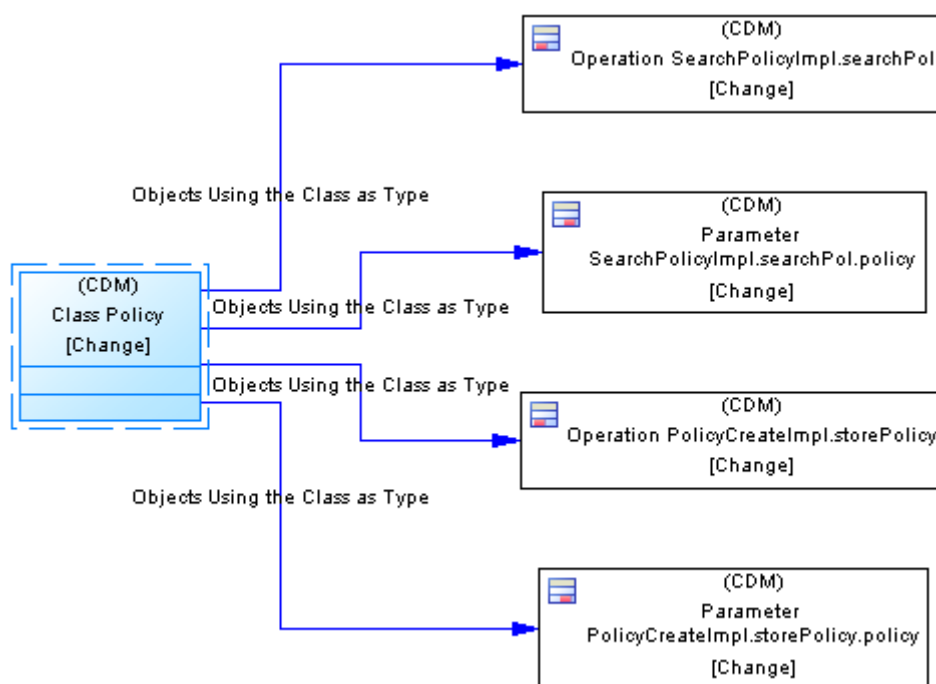 (CDM)
Operation SearchPolicyImpl.searchPol
[Change]
Objects Using the Class as Type
(CDM)
Parameter
SearchPolicyImpl.searchPol.policy
[Change]
(CDM)
Class Policy
[Change]
Objects Using the Class as Type
Objects Using the Class as Type
(CDM)
Operation PolicyCreateImpl.storePolicy
[Change]
Objects Using the Class as Type
(CDM)
Parameter
PolicyCreateImpl.storePolicy.policy
[Change]